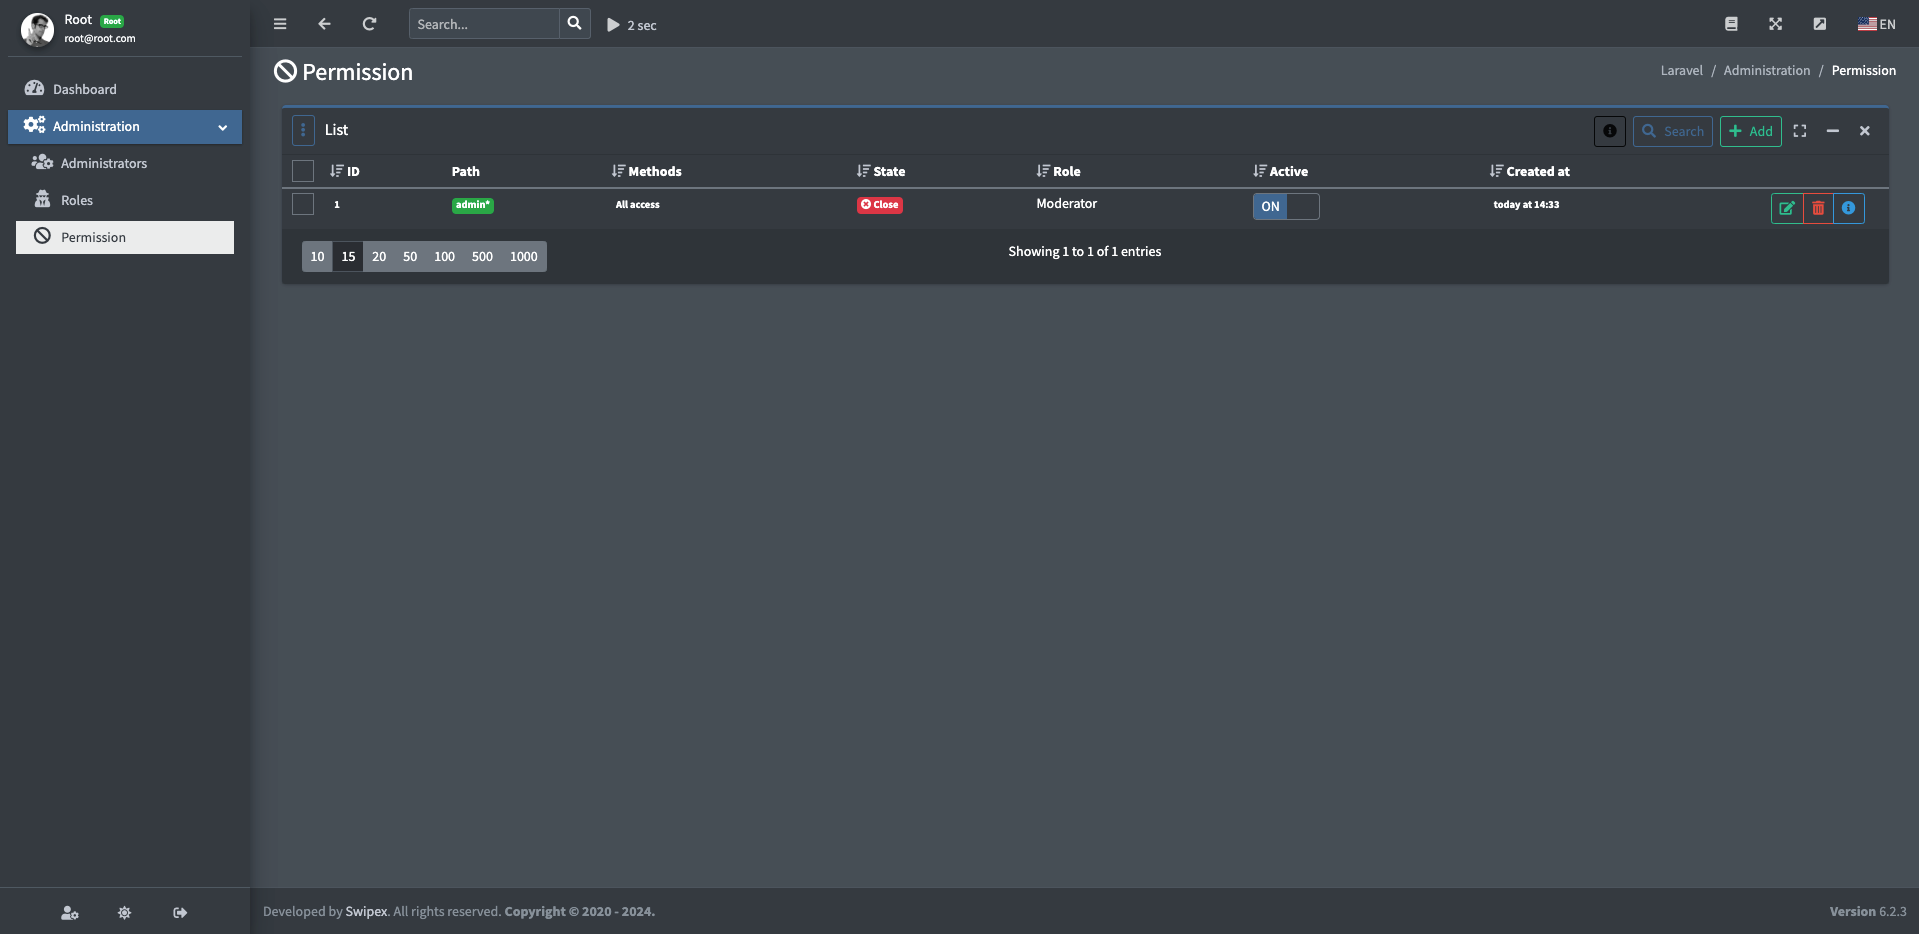 Root Root
root@root.com
Search...
2 sec
EN
Dashboard
Administration
Administrators
Roles
Permission
Permission
Laravel / Administration / Permission
List
Search
Add
ID Path Methods State Role Active Created at
1 admin* All access Close Moderator ON today at 14:33
10 15 20 50 100 500 1000
Showing 1 to 1 of 1 entries
Developed by Swipex. All rights reserved. Copyright © 2020 - 2024.
Version 6.2.3